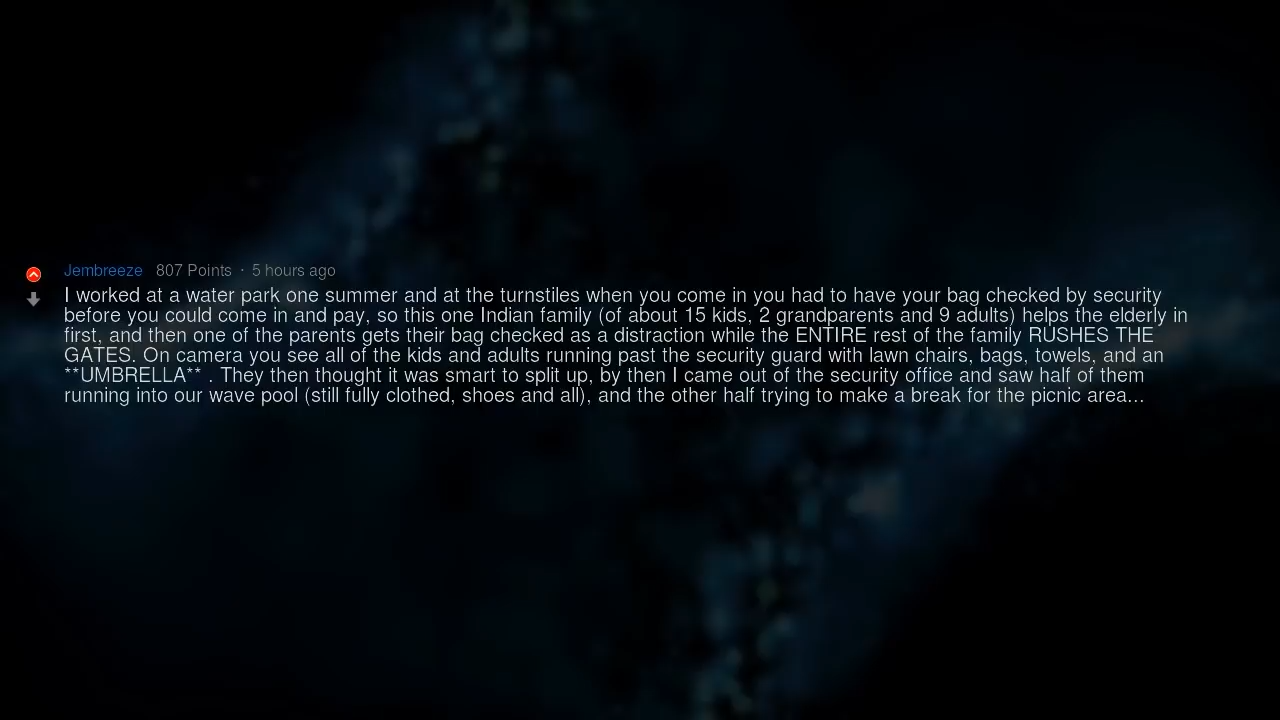 Jembreeze 807 Points · 5 hours ago
I worked at a water park one summer and at the turnstiles when you come in you had to have your bag checked by security
before you could come in and pay, so this one Indian family (of about 15 kids, 2 grandparents and 9 adults) helps the elderly in
first, and then one of the parents gets their bag checked as a distraction while the ENTIRE rest of the family RUSHES THE
GATES. On camera you see all of the kids and adults running past the security guard with lawn chairs, bags, towels, and an
**UMBRELLA** . They then thought it was smart to split up, by then I came out of the security office and saw half of them
running into our wave pool (still fully clothed, shoes and all), and the other half trying to make a break for the picnic area...